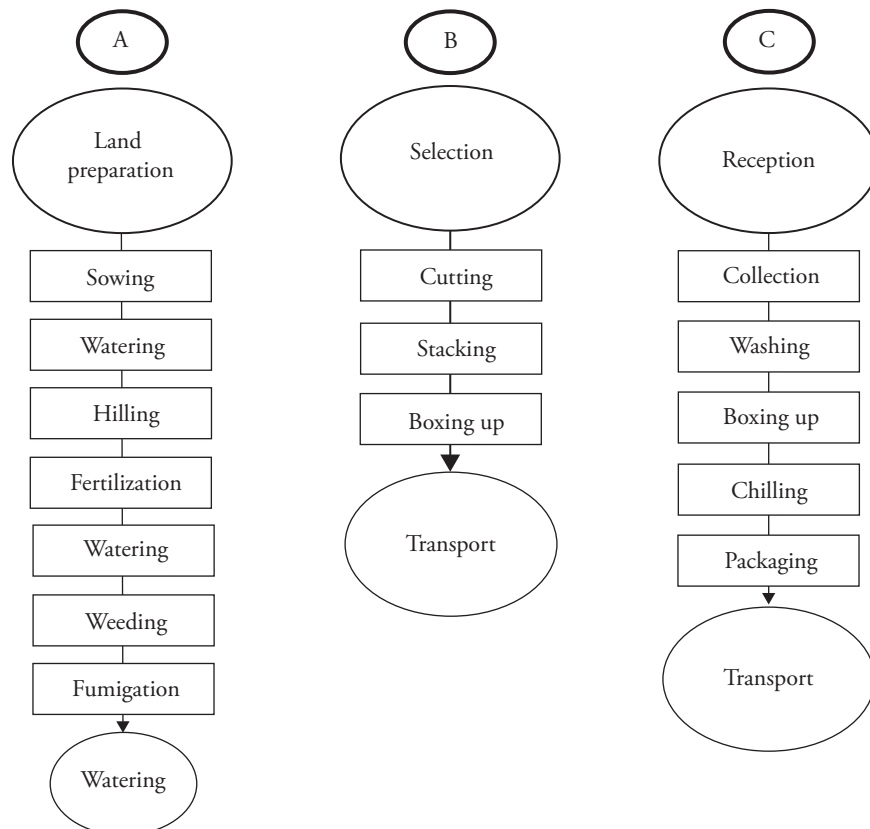 A
Land
preparation
Sowing
Watering
Hilling
Fertilization
Watering
Weeding
Fumigation
Watering
B
Selection
Cutting
Stacking
Boxing up
Transport
C
Reception
Collection
Washing
Boxing up
Chilling
Packaging
Transport